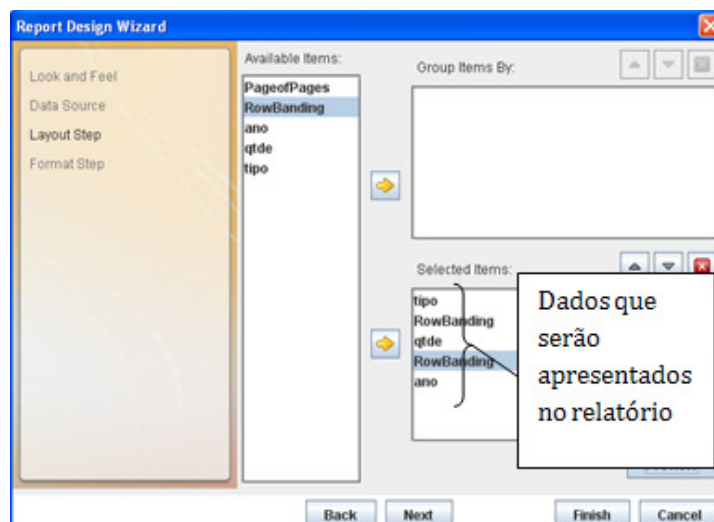 Report Design Wizard
Look and Feel
Data Source
Layout Step
Format Step
Available Items:
PageofPages
RowBanding
ano
qtde
tipo
Group Items By:
Selected Items:
tipo
RowBanding
qtde
RowBanding
ano
Dados que
serão
apresentados
no relatório
Back
Next
Finish
Cancel